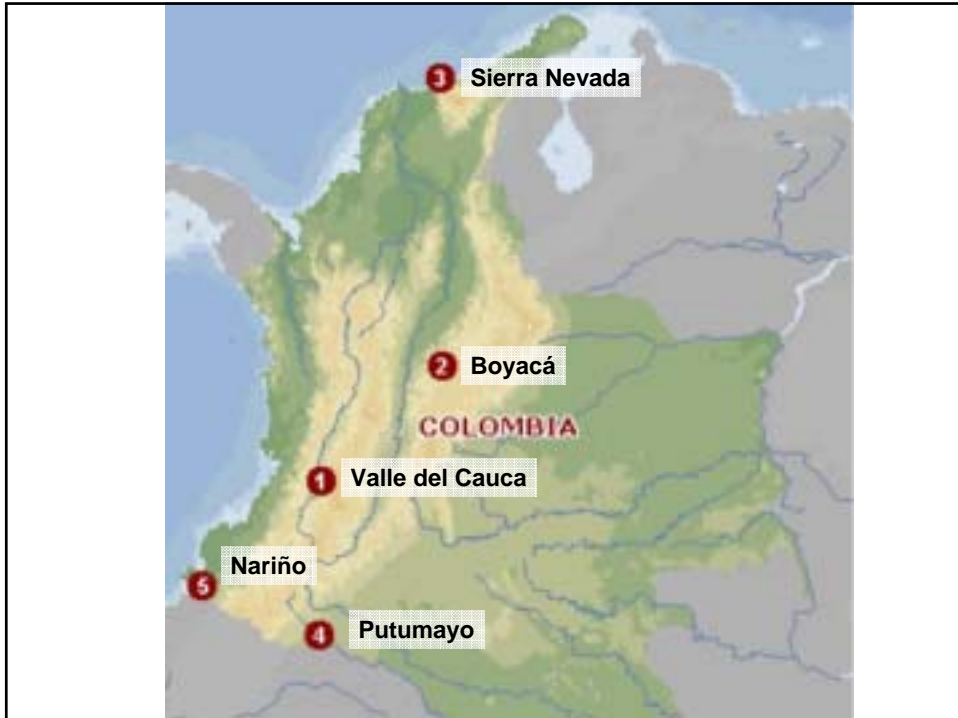 3 Sierra Nevada
2 Boyacá
COLOMBIA
1 Valle del Cauca
Nariño
5
4 Putumayo